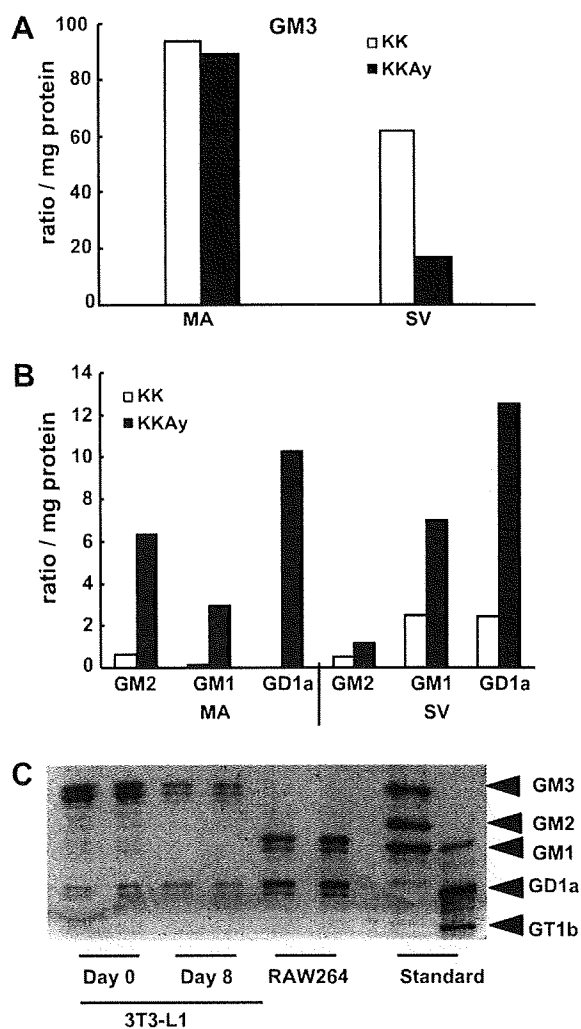 A
GM3
KK
KKAy
ratio / mg protein
100
80
60
40
20
0
MA
SV
B
KK
KKAy
ratio / mg protein
14
12
10
8
6
4
2
0
GM2
GM1
GD1a
GM2
GM1
GD1a
MA
SV
C
GM3
GM2
GM1
GD1a
GT1b
Day 0
Day 8
RAW264
Standard
3T3-L1